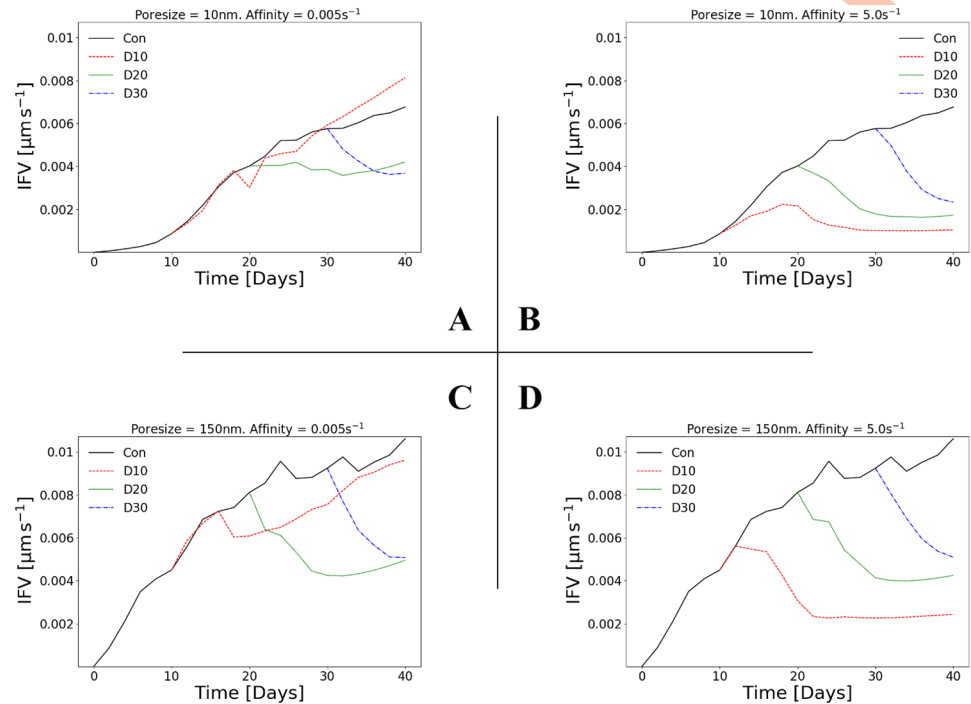 Poresize = 10nm. Affinity = 0.005s⁻¹
0.01
0.008
0.006
0.004
0.002
IFV [μm s⁻¹]
Con
D10
D20
D30
0 10 20 30 40
Time [Days]
Poresize = 10nm. Affinity = 5.0s⁻¹
0.01
0.008
0.006
0.004
0.002
IFV [μm s⁻¹]
Con
D10
D20
D30
0 10 20 30 40
Time [Days]
A B
C D
Poresize = 150nm. Affinity = 0.005s⁻¹
0.01
0.008
0.006
0.004
0.002
IFV [μm s⁻¹]
Con
D10
D20
D30
0 10 20 30 40
Time [Days]
Poresize = 150nm. Affinity = 5.0s⁻¹
0.01
0.008
0.006
0.004
0.002
IFV [μm s⁻¹]
Con
D10
D20
D30
0 10 20 30 40
Time [Days]